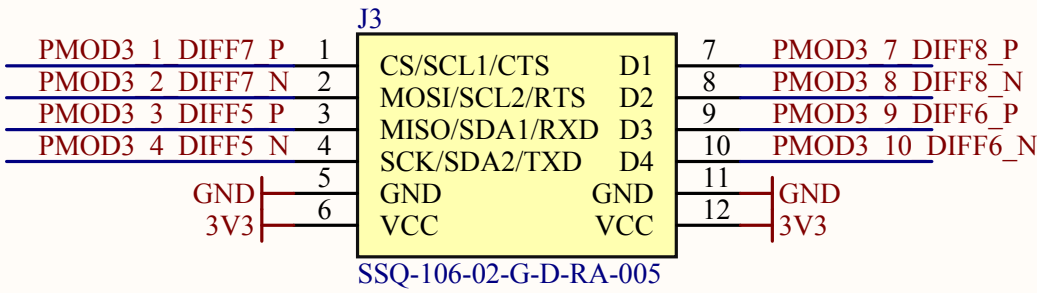 J3
PMOD3_1_DIFF7_P 1 CS/SCL1/CTS D1 7 PMOD3_7_DIFF8_P
PMOD3_2_DIFF7_N 2 MOSI/SCL2/RTS D2 8 PMOD3_8_DIFF8_N
PMOD3_3_DIFF5_P 3 MISO/SDA1/RXD D3 9 PMOD3_9_DIFF6_P
PMOD3_4_DIFF5_N 4 SCK/SDA2/TXD D4 10 PMOD3_10_DIFF6_N
GND 5 GND GND 11 GND
3V3 6 VCC VCC 12 3V3
SSQ-106-02-G-D-RA-005